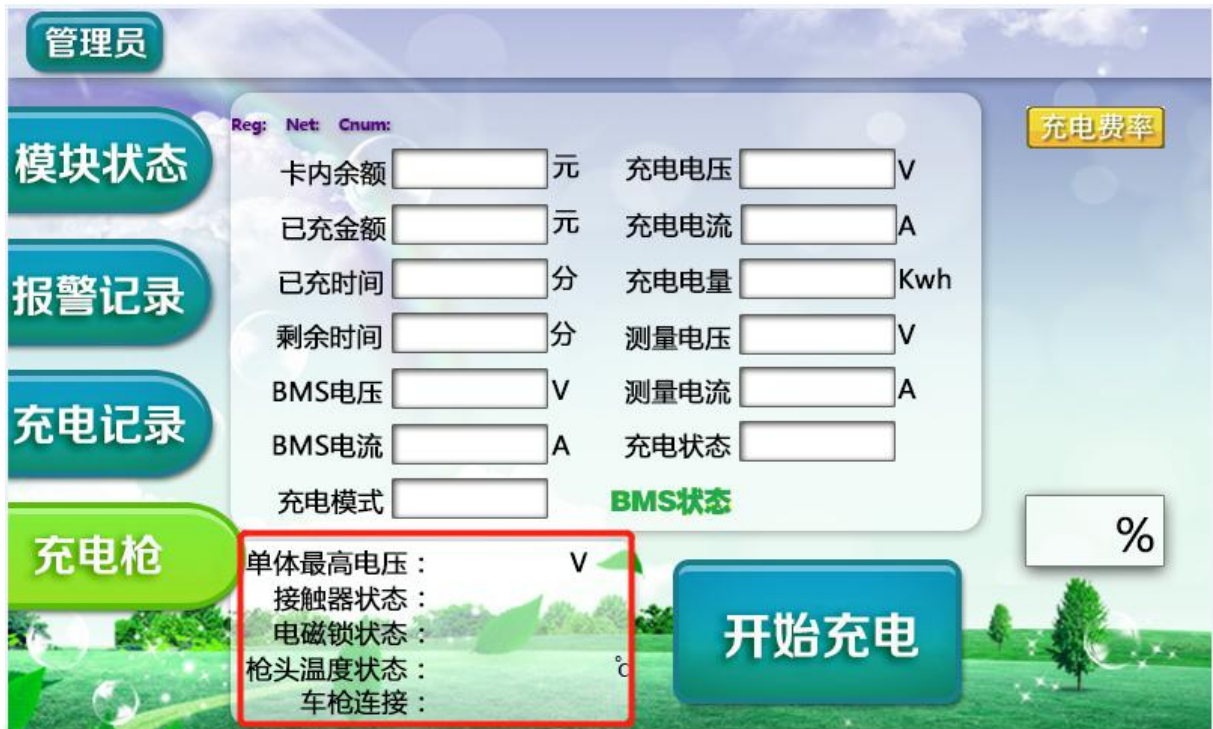 管理员
模块状态
报警记录
充电记录
充电枪
Reg: Net: Cnum:
卡内余额 元 充电电压 V
已充金额 元 充电电流 A
已充时间 分 充电电量 Kwh
剩余时间 分 测量电压 V
BMS电压 V 测量电流 A
BMS电流 A 充电状态
充电模式 BMS状态
单体最高电压： V
接触器状态：
电磁锁状态：
枪头温度状态： ℃
车枪连接：
开始充电
充电费率
%